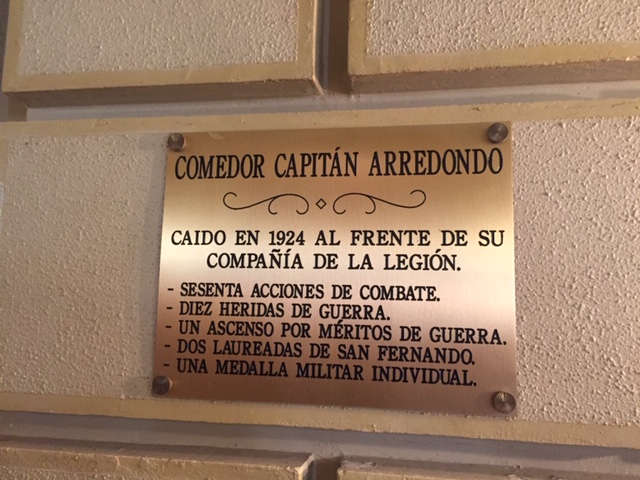 COMEDOR CAPITÁN ARREDONDO
CAIDO EN 1924 AL FRENTE DE SU
COMPAÑÍA DE LA LEGIÓN.
- SESENTA ACCIONES DE COMBATE.
- DIEZ HERIDAS DE GUERRA.
- UN ASCENSO POR MÉRITOS DE GUERRA.
- DOS LAUREADAS DE SAN FERNANDO.
- UNA MEDALLA MILITAR INDIVIDUAL.